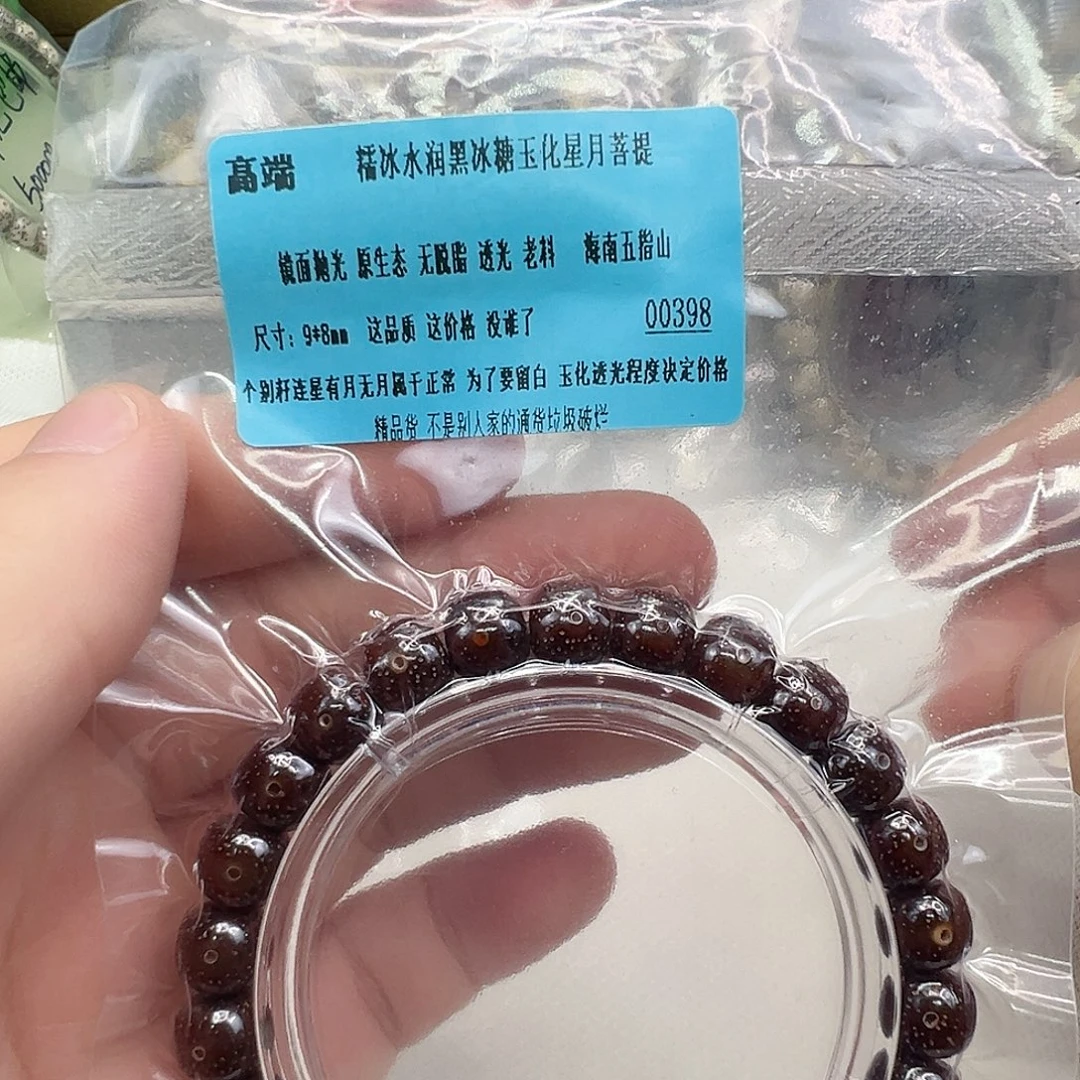 高端 糯冰水润黑冰糖玉化星月菩提
镜面抛光 原生态 无脱脂 透光 老料 海南五指山
尺寸：9*8mm 这品质 这价格 没谁了 00398
个别籽连星有月无月属于正常 为了要留白 玉化透光程度决定价格
精品货 不是别人家的通货垃圾破烂